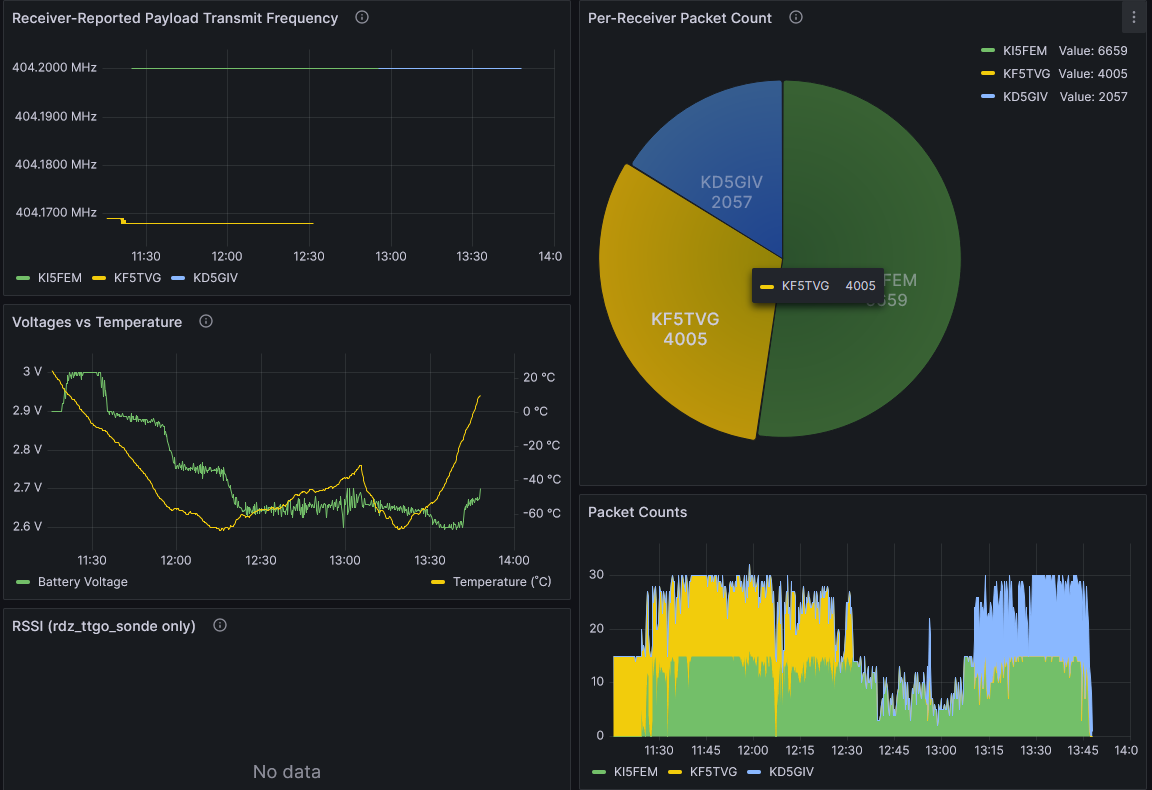 Receiver-Reported Payload Transmit Frequency
404.2000 MHz
404.1900 MHz
404.1800 MHz
404.1700 MHz
11:30 12:00 12:30 13:00 13:30 14:0
KI5FEM KF5TVG KD5GIV
Voltages vs Temperature
3 V
2.9 V
2.8 V
2.7 V
2.6 V
20 °C
0 °C
-20 °C
-40 °C
-60 °C
11:30 12:00 12:30 13:00 13:30 14:00
Battery Voltage Temperature (˚C)
RSSI (rdz_ttgo_sonde only)
No data
Per-Receiver Packet Count
KI5FEM Value: 6659
KF5TVG Value: 4005
KD5GIV Value: 2057
KD5GIV
2057
KF5TVG 4005
FEM
659
KF5TVG
4005
Packet Counts
30
20
10
0
11:30 11:45 12:00 12:15 12:30 12:45 13:00 13:15 13:30 13:45 14:0
KI5FEM KF5TVG KD5GIV